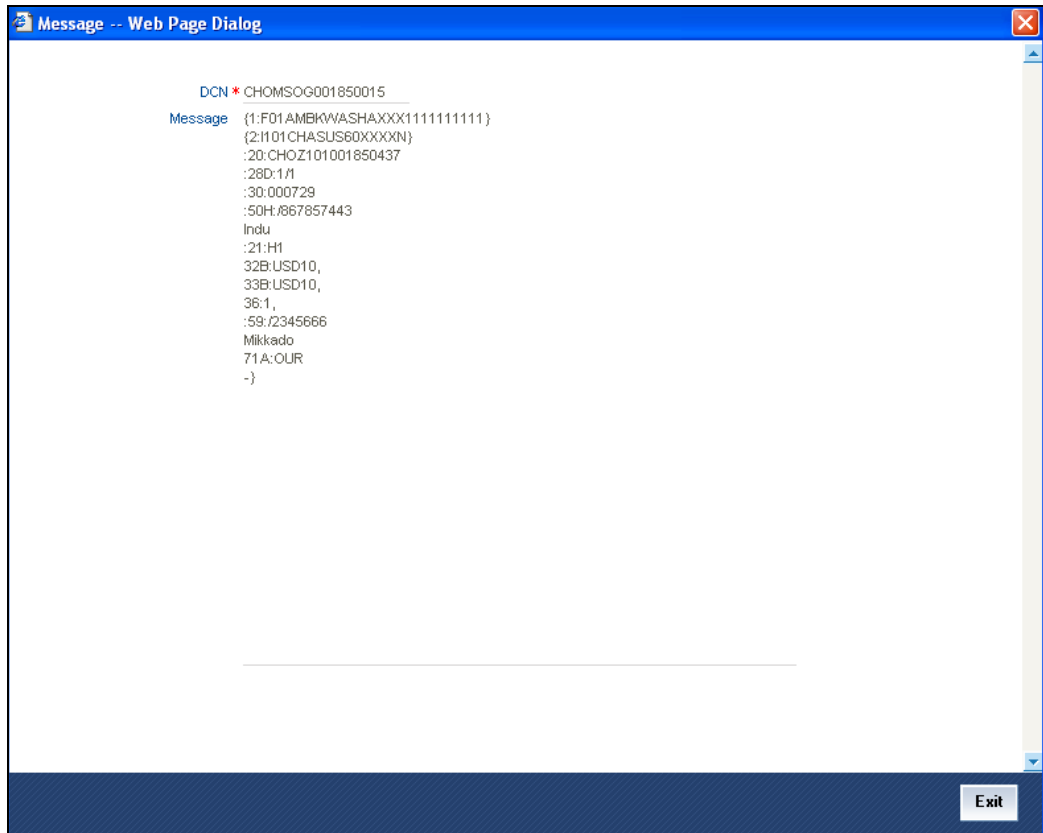 Message -- Web Page Dialog
DCN * CHOMSOG001850015
Message {1:F01AMBKWASHAXXX1111111111}
{2:I101CHASUS60XXXXN}
:20:CHOZ101001850437
:28D:1/1
:30:000729
:50H:/867857443
Indu
:21:H1
32B:USD10,
33B:USD10,
36:1,
:59:/2345666
Mikkado
71A:OUR
-}
Exit